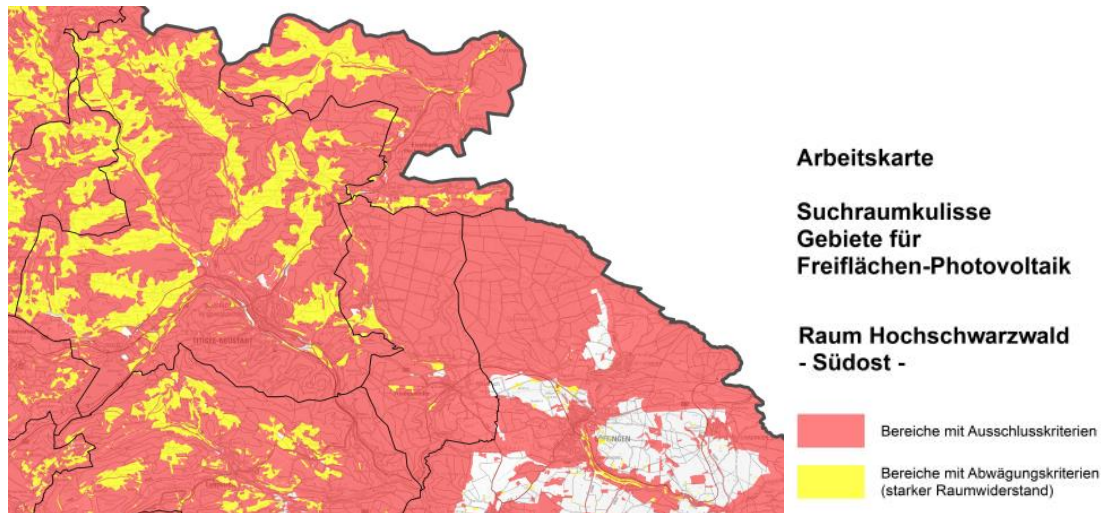 Arbeitskarte
Suchraumkulisse
Gebiete für
Freiflächen-Photovoltaik
Raum Hochschwarzwald
- Südost -
Bereiche mit Ausschlusskriterien
Bereiche mit Abwägungskriterien
(starker Raumwiderstand)